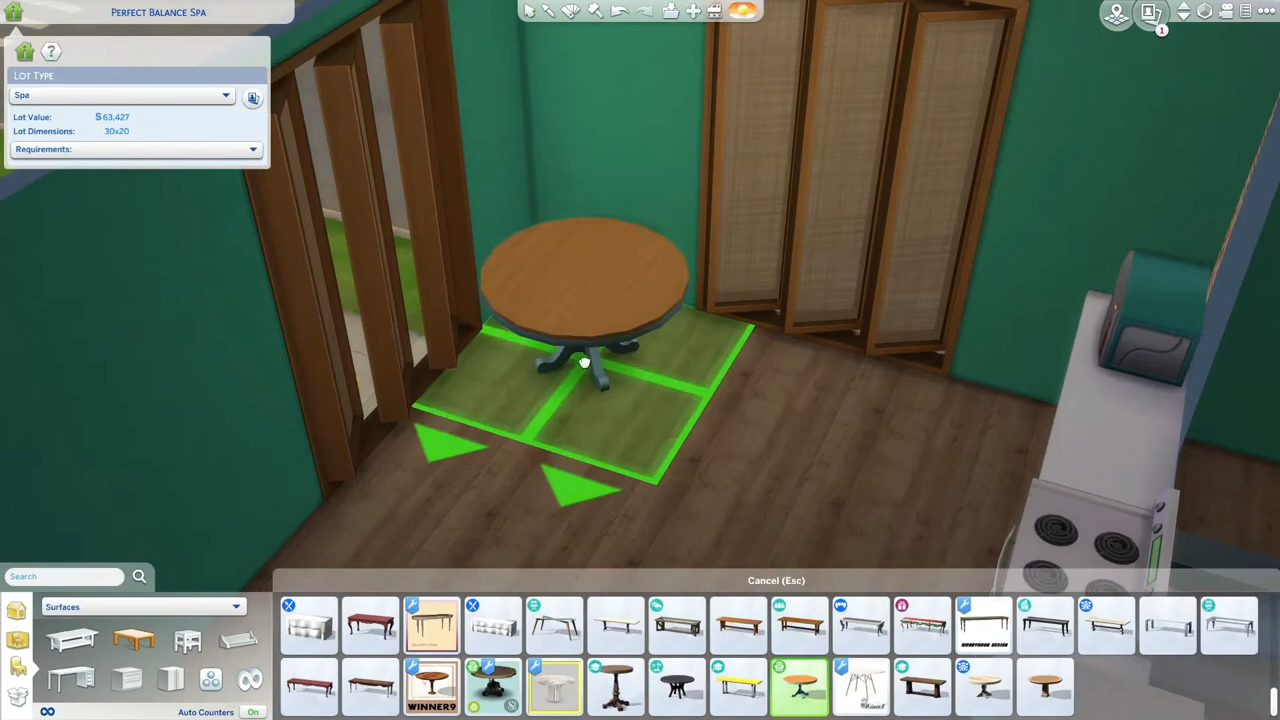 Perfect Balance Spa
1
Lot Type
Spa
Lot Value: §63,427
Lot Dimensions: 30x20
Requirements:
Cancel (Esc)
Search
Surfaces
WINNER9
Auto Counters On